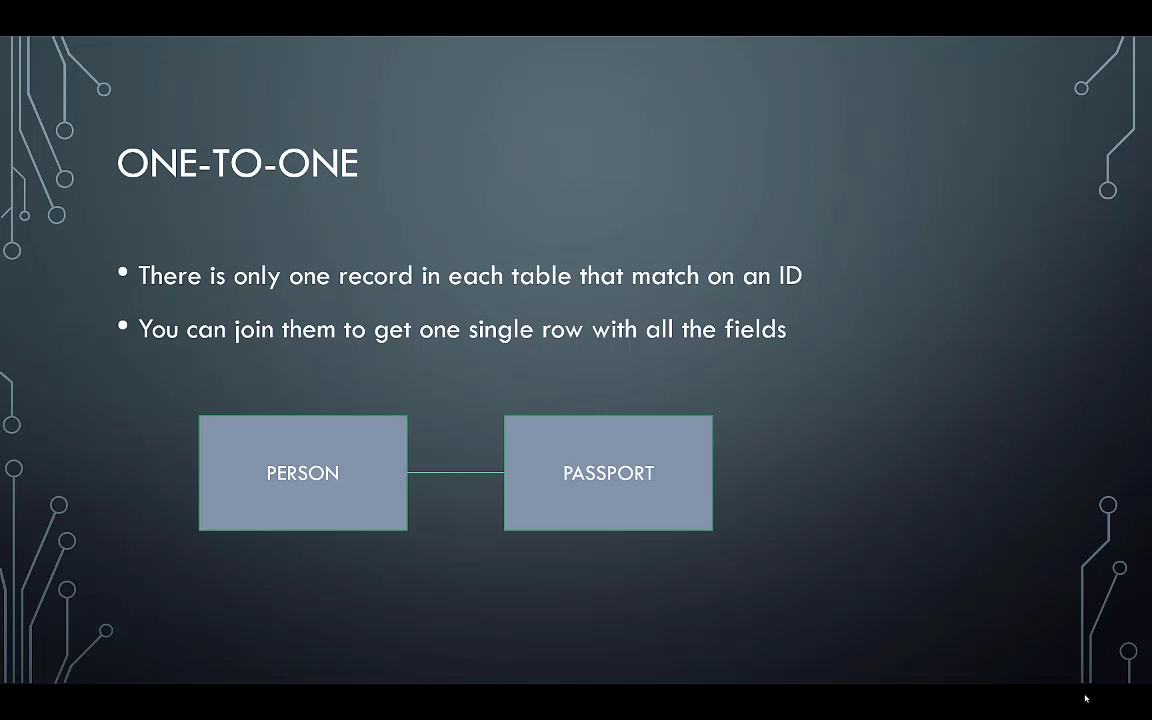 ONE-TO-ONE
• There is only one record in each table that match on an ID
• You can join them to get one single row with all the fields
PERSON
PASSPORT